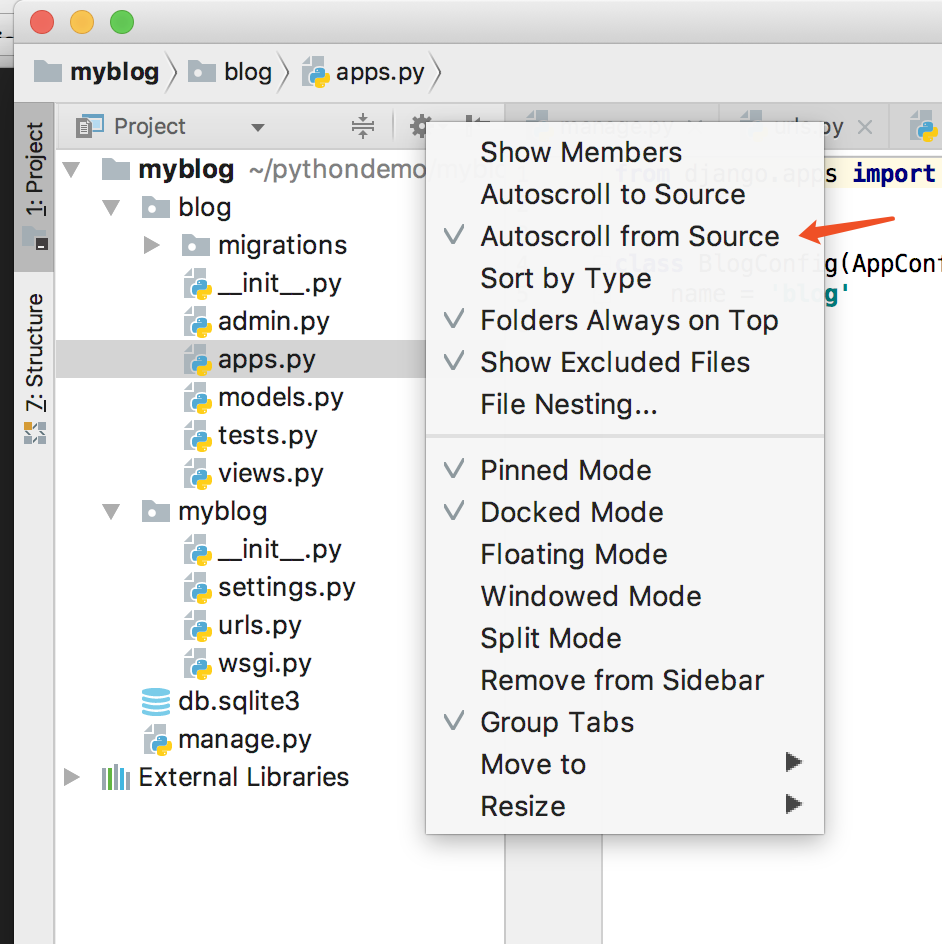 myblog blog apps.py
1: Project
7: Structure
Project
manage.py urls.py
myblog ~/pythondemo/myblog
blog
migrations
__init__.py
admin.py
apps.py
models.py
tests.py
views.py
myblog
__init__.py
settings.py
urls.py
wsgi.py
db.sqlite3
manage.py
External Libraries
Show Members
Autoscroll to Source
Autoscroll from Source
Sort by Type
Folders Always on Top
Show Excluded Files
File Nesting...
Pinned Mode
Docked Mode
Floating Mode
Windowed Mode
Split Mode
Remove from Sidebar
Group Tabs
Move to
Resize
from django.apps import
class BlogConfig(AppConf
name = 'blog'